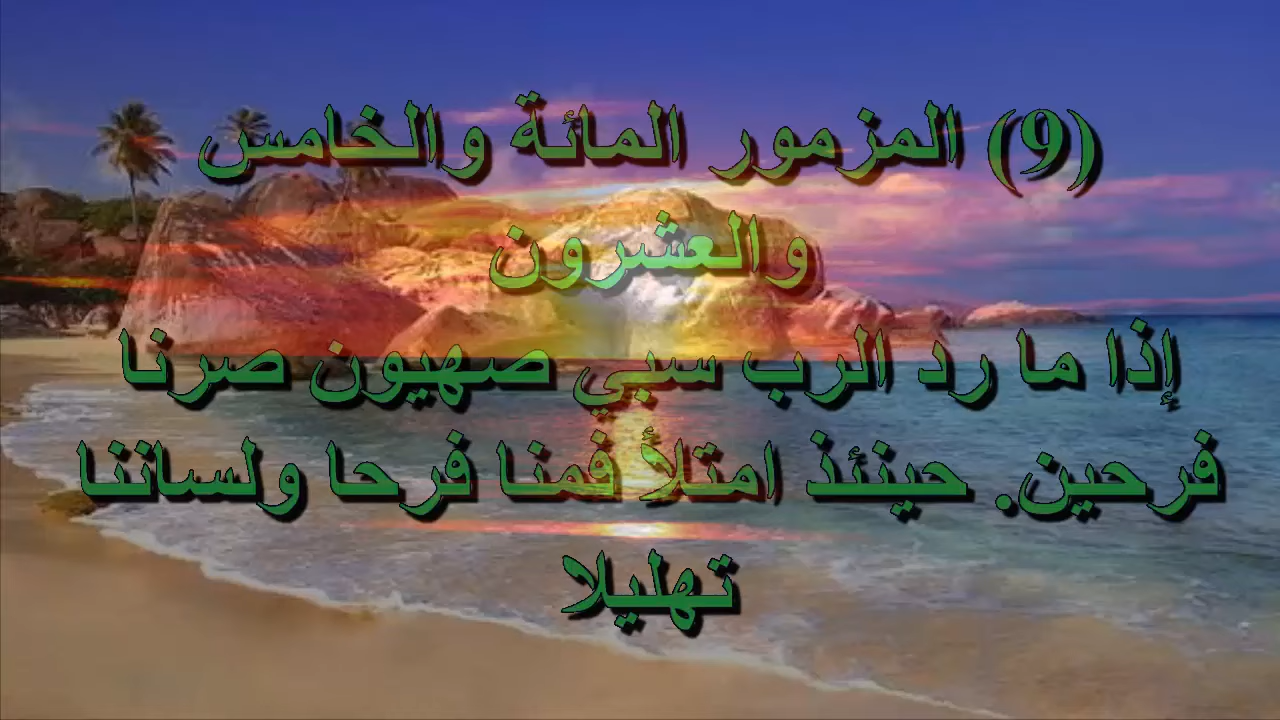 (9) المزمور المائة والخامس
والعشرون
إذا ما رد الرب سبي صهيون صرنا
فرحين. حينئذ امتلأ فمنا فرحا ولساننا
تهليلا